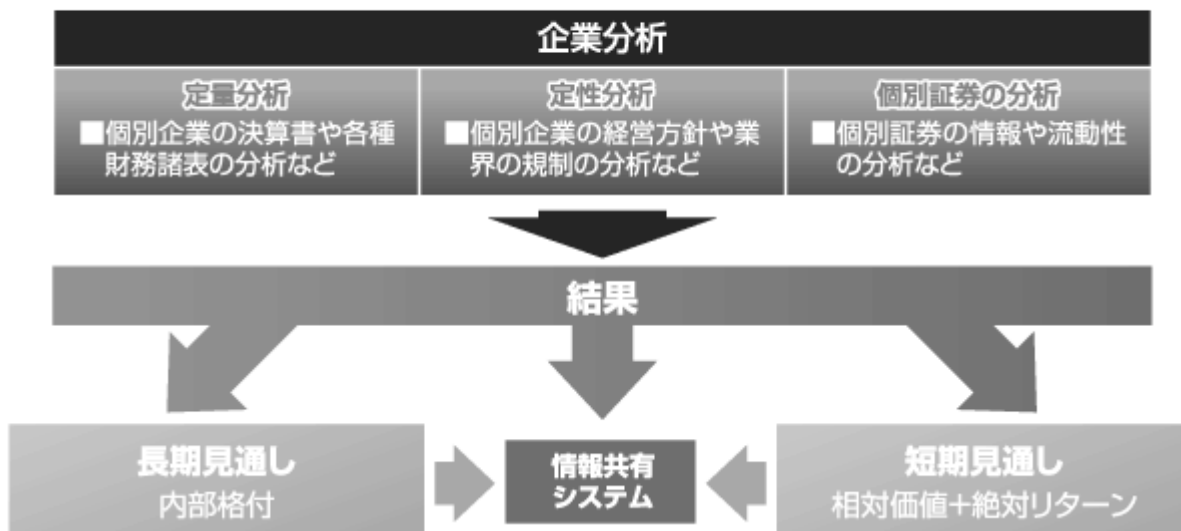 企業分析
定量分析
■個別企業の決算書や各種
財務諸表の分析など
定性分析
■個別企業の経営方針や業
界の規制の分析など
個別証券の分析
■個別証券の情報や流動性
の分析など
結果
長期見通し
内部格付
情報共有
システム
短期見通し
相対価値+絶対リターン